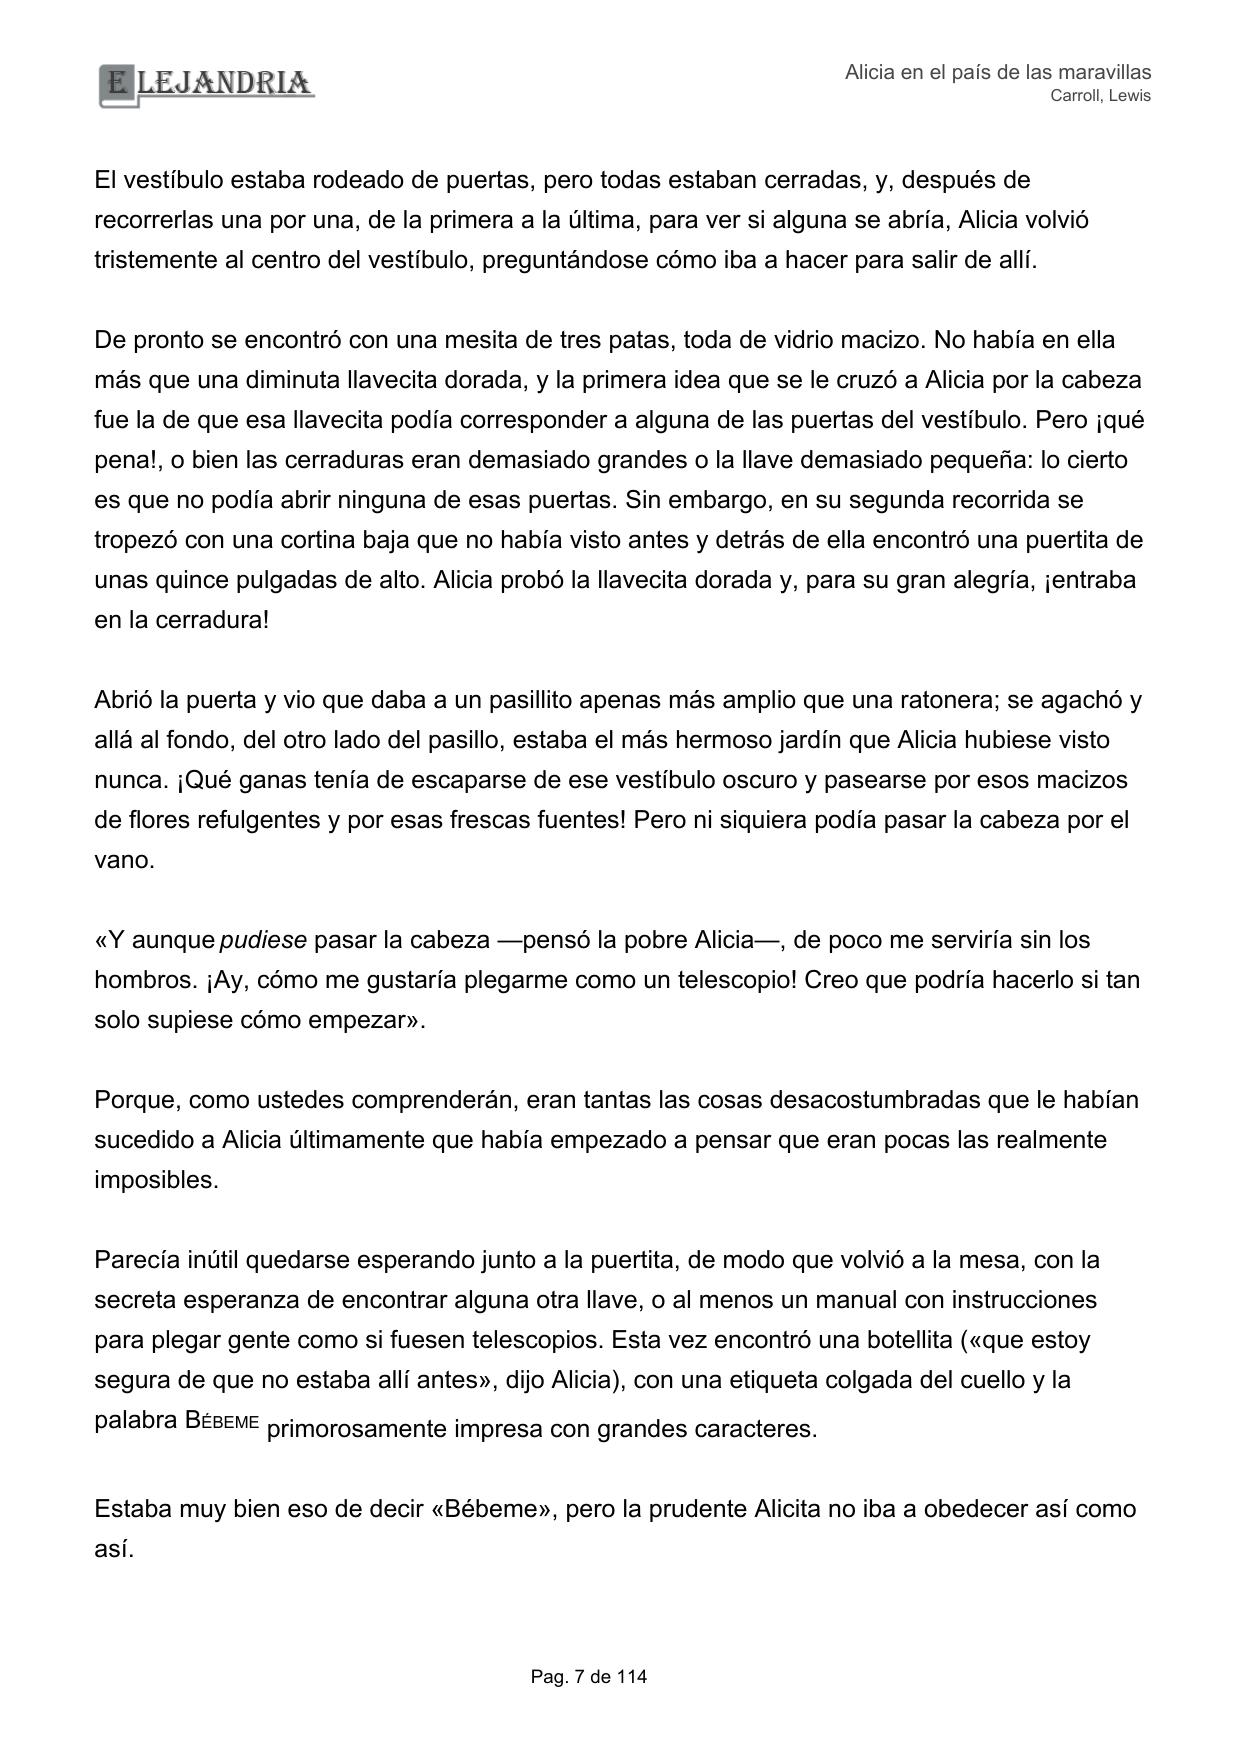 ELEJANDRIA
Alicia en el país de las maravillas
Carroll, Lewis
El vestíbulo estaba rodeado de puertas, pero todas estaban cerradas, y, después de
recorrerlas una por una, de la primera a la última, para ver si alguna se abría, Alicia volvió
tristemente al centro del vestíbulo, preguntándose cómo iba a hacer para salir de allí.
De pronto se encontró con una mesita de tres patas, toda de vidrio macizo. No había en ella
más que una diminuta llavecita dorada, y la primera idea que se le cruzó a Alicia por la cabeza
fue la de que esa llavecita podía corresponder a alguna de las puertas del vestíbulo. Pero ¡qué
pena!, o bien las cerraduras eran demasiado grandes o la llave demasiado pequeña: lo cierto
es que no podía abrir ninguna de esas puertas. Sin embargo, en su segunda recorrida se
tropezó con una cortina baja que no había visto antes y detrás de ella encontró una puertita de
unas quince pulgadas de alto. Alicia probó la llavecita dorada y, para su gran alegría, ¡entraba
en la cerradura!
Abrió la puerta y vio que daba a un pasillito apenas más amplio que una ratonera; se agachó y
allá al fondo, del otro lado del pasillo, estaba el más hermoso jardín que Alicia hubiese visto
nunca. ¡Qué ganas tenía de escaparse de ese vestíbulo oscuro y pasearse por esos macizos
de flores refulgentes y por esas frescas fuentes! Pero ni siquiera podía pasar la cabeza por el
vano.
«Y aunque pudiese pasar la cabeza —pensó la pobre Alicia—, de poco me serviría sin los
hombros. ¡Ay, cómo me gustaría plegarme como un telescopio! Creo que podría hacerlo si tan
solo supiese cómo empezar».
Porque, como ustedes comprenderán, eran tantas las cosas desacostumbradas que le habían
sucedido a Alicia últimamente que había empezado a pensar que eran pocas las realmente
imposibles.
Parecía inútil quedarse esperando junto a la puertita, de modo que volvió a la mesa, con la
secreta esperanza de encontrar alguna otra llave, o al menos un manual con instrucciones
para plegar gente como si fuesen telescopios. Esta vez encontró una botellita («que estoy
segura de que no estaba allí antes», dijo Alicia), con una etiqueta colgada del cuello y la
palabra BÉBEME primorosamente impresa con grandes caracteres.
Estaba muy bien eso de decir «Bébeme», pero la prudente Alicita no iba a obedecer así como
así.
Pag. 7 de 114